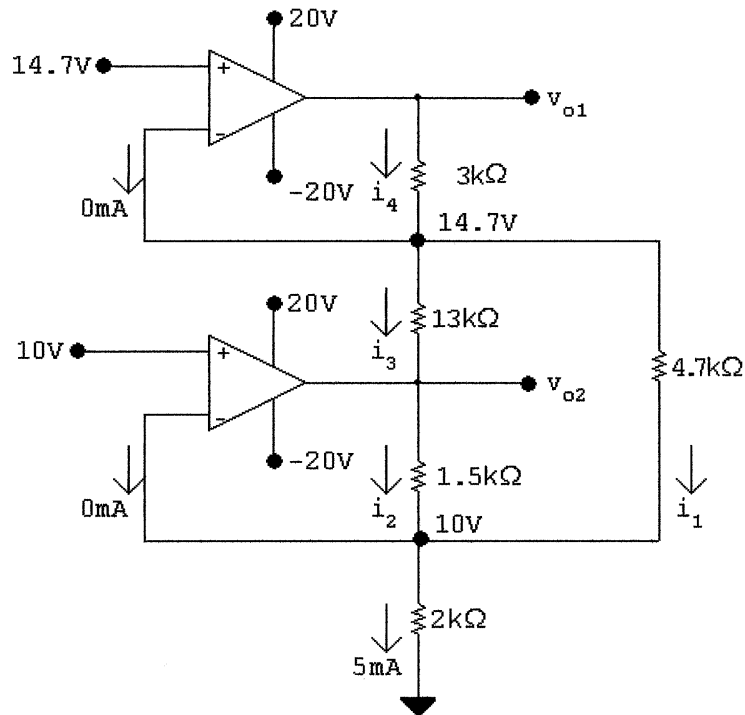 20V
14.7V
+
-
v_o1
-20V
0mA
i_4
3kΩ
14.7V
20V
i_3
13kΩ
10V
+
-
v_o2
4.7kΩ
-20V
0mA
i_2
1.5kΩ
i_1
10V
2kΩ
5mA